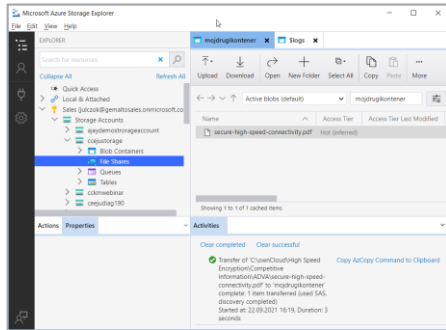 Microsoft Azure Storage Explorer
File Edit View Help
EXPLORER
Search for resources
Collapse All Refresh All
Quick Access
Local & Attached
Storage Accounts
ajaydemostrorageaccount
ccejustorage
Blob Containers
File Shares
Queues
Tables
cckmwebinar
ceejudiag190
Actions Properties
mojdrugikontener $logs
Upload Download Open New Folder Select All Copy Paste More
Active blobs (default) mojdrugikontener
Name Access Tier Access Tier Last Modified
secure-high-speed-connectivity.pdf Hot (inferred)
Showing 1 to 1 of 1 cached items
Activities
Clear completed Clear successful
Transfer of 'C:\ownCloud\High Speed Copy AzCopy Command to Clipboard
Encryption\Competitive
Information\ADVA\secure-high-speed-
connectivity.pdf' to 'mojdrugikontener'
complete: 1 item transferred (used SAS,
discovery completed)
Started at: 22.09.2021 16:19, Duration: 3
seconds